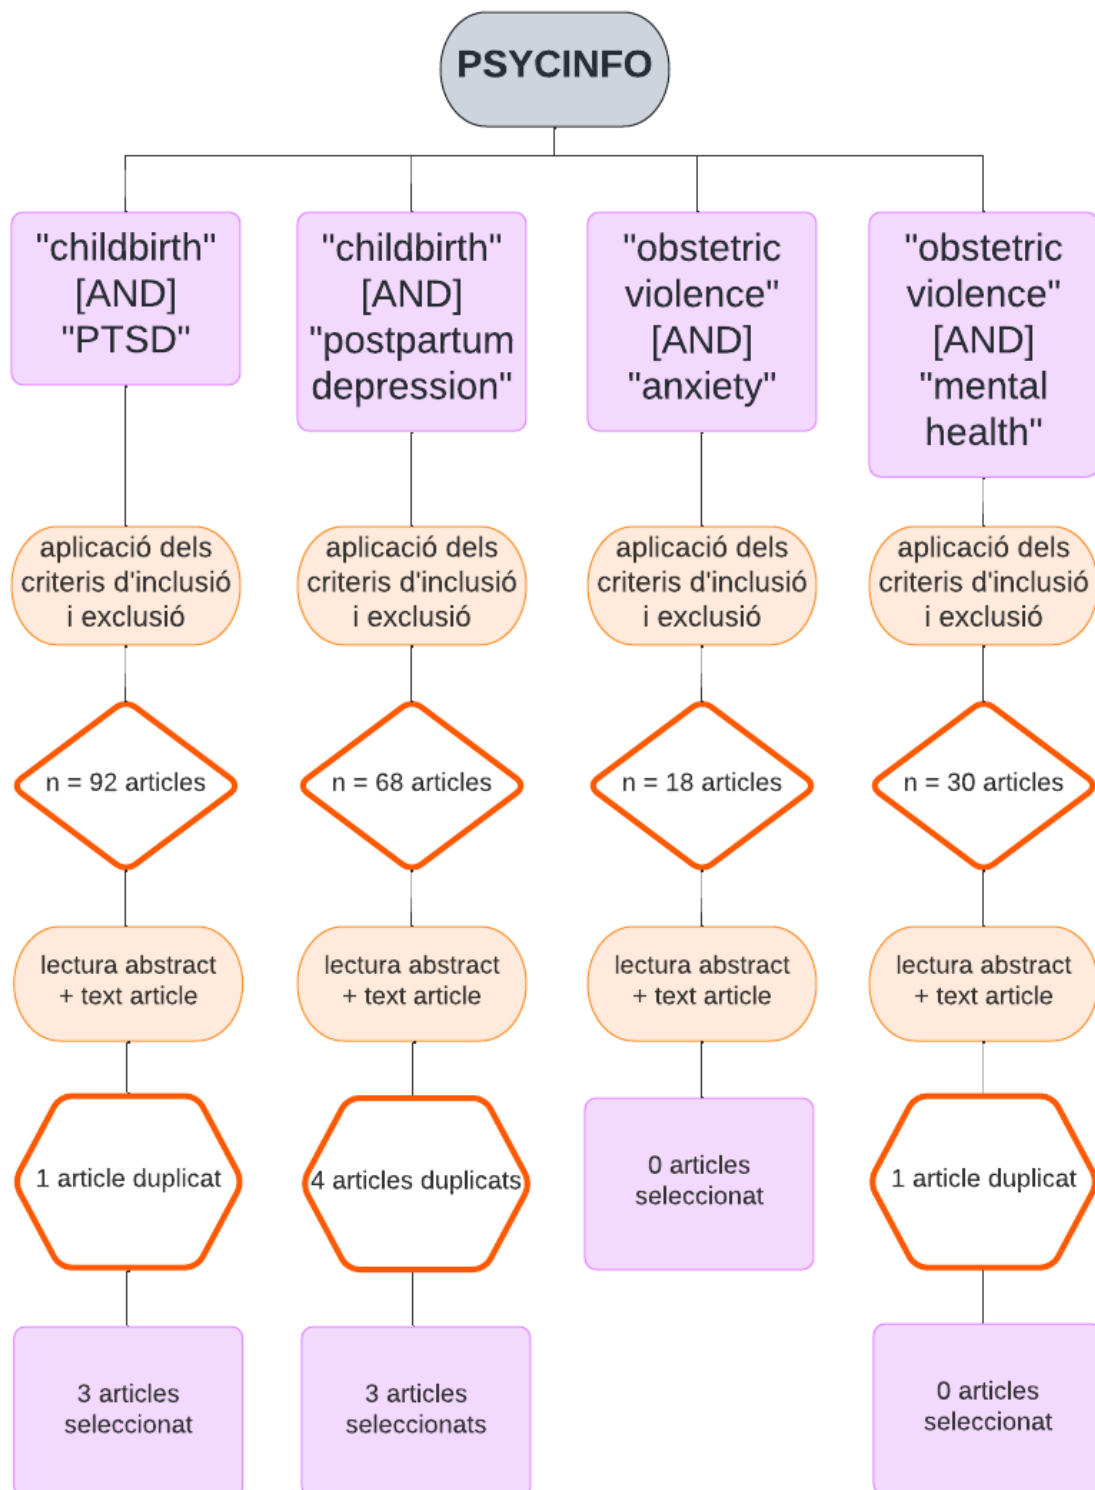 PSYCINFO
"childbirth"
[AND]
"PTSD"
"childbirth"
[AND]
"postpartum
depression"
"obstetric
violence"
[AND]
"anxiety"
"obstetric
violence"
[AND]
"mental
health"
aplicació dels
criteris d'inclusió
i exclusió
aplicació dels
criteris d'inclusió
i exclusió
aplicació dels
criteris d'inclusió
i exclusió
aplicació dels
criteris d'inclusió
i exclusió
n = 92 articles
n = 68 articles
n = 18 articles
n = 30 articles
lectura abstract
+ text article
lectura abstract
+ text article
lectura abstract
+ text article
lectura abstract
+ text article
1 article duplicat
4 articles duplicats
0 articles
seleccionat
1 article duplicat
3 articles
seleccionat
3 articles
seleccionats
0 articles
seleccionat